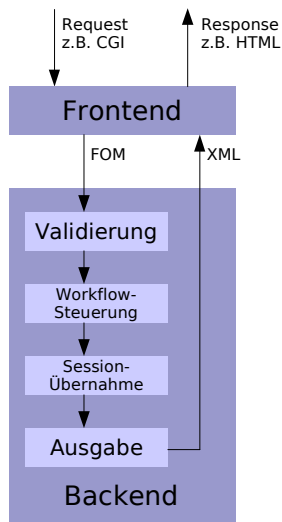 Request
z.B. CGI
Response
z.B. HTML
Frontend
FOM
XML
Validierung
Workflow-
Steuerung
Session-
Übernahme
Ausgabe
Backend